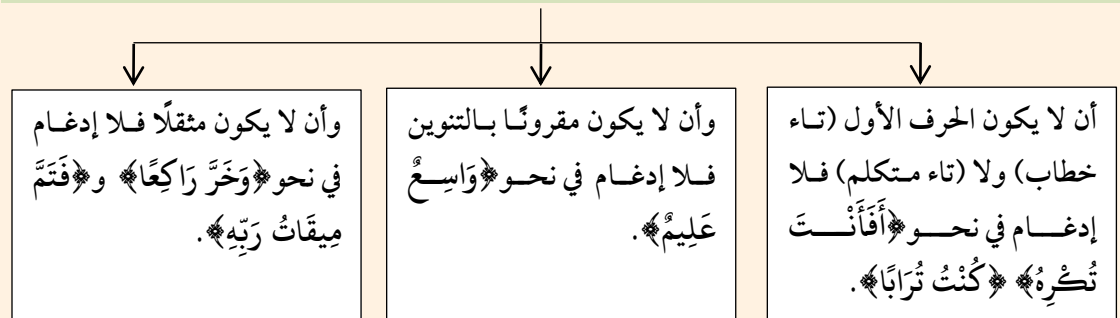 أن لا يكون الحرف الأول (تاء
خطاب) ولا (تاء متكلم) فلا
إدغام في نحو ﴿أَفَأَنْتَ
تُكْرِهُ﴾ ﴿كُنْتُ تُرَابًا﴾.
وأن لا يكون مقرونًا بالتنوين
فلا إدغام في نحو ﴿وَاسِعٌ
عَلِيمٌ﴾.
وأن لا يكون مثقلًا فلا إدغام
في نحو ﴿وَخَرَّ رَاكِعًا﴾ و﴿فَتَمَّ
مِيقَاتُ رَبِّهِ﴾.